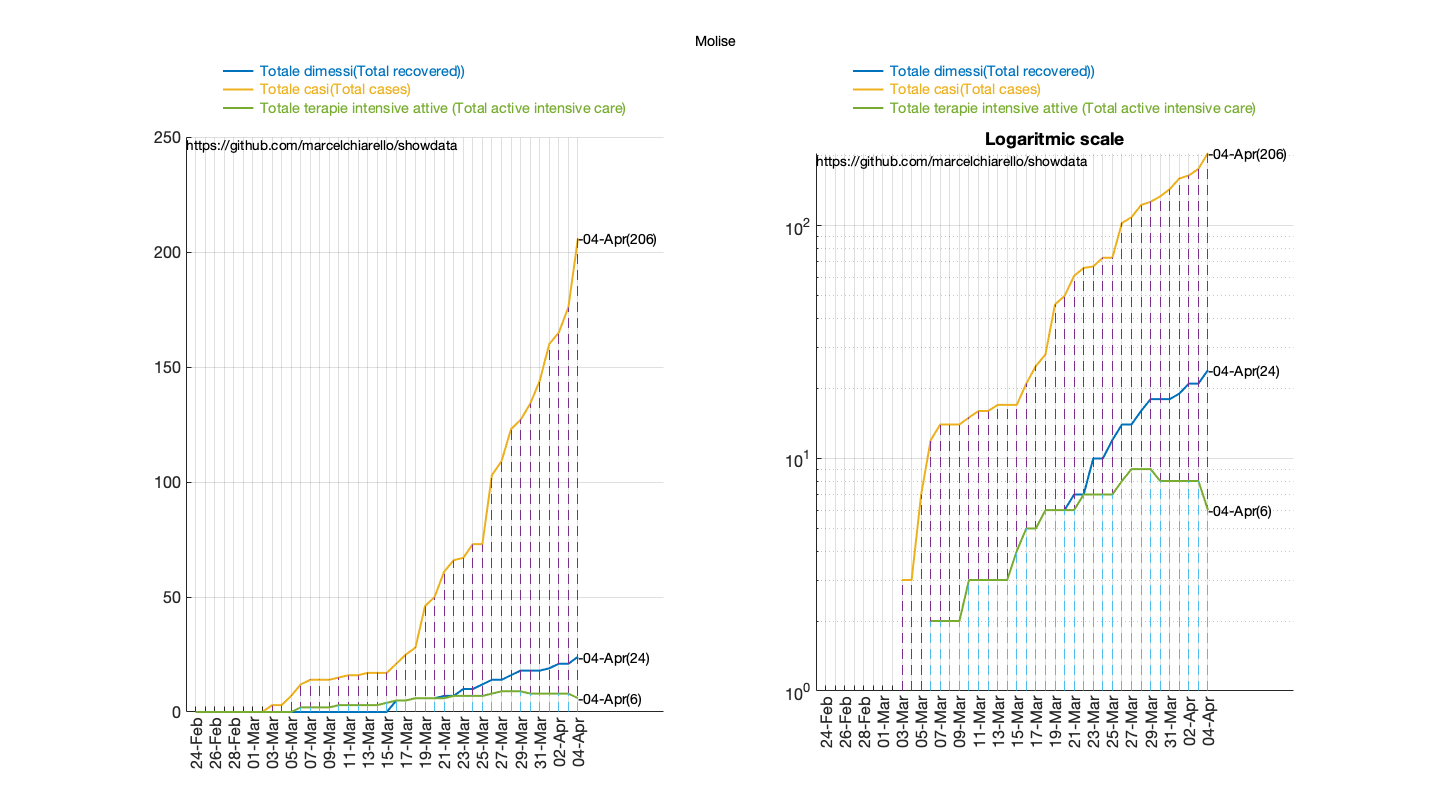 Molise
Totale dimessi(Total recovered))
Totale casi(Total cases)
Totale terapie intensive attive (Total active intensive care)
https://github.com/marcelchiarello/showdata
250
200
150
100
50
0
-04-Apr(206)
-04-Apr(24)
-04-Apr(6)
24-Feb
26-Feb
28-Feb
01-Mar
03-Mar
05-Mar
07-Mar
09-Mar
11-Mar
13-Mar
15-Mar
17-Mar
19-Mar
21-Mar
23-Mar
25-Mar
27-Mar
29-Mar
31-Mar
02-Apr
04-Apr
Totale dimessi(Total recovered))
Totale casi(Total cases)
Totale terapie intensive attive (Total active intensive care)
Logaritmic scale
https://github.com/marcelchiarello/showdata
10²
10¹
10⁰
-04-Apr(206)
-04-Apr(24)
-04-Apr(6)
24-Feb
26-Feb
28-Feb
01-Mar
03-Mar
05-Mar
07-Mar
09-Mar
11-Mar
13-Mar
15-Mar
17-Mar
19-Mar
21-Mar
23-Mar
25-Mar
27-Mar
29-Mar
31-Mar
02-Apr
04-Apr